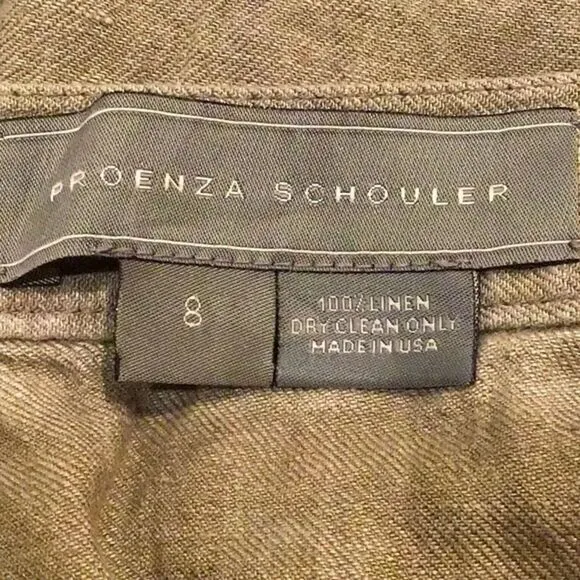 PROENZA SCHOULER
8
100% LINEN
DRY CLEAN ONLY
MADE IN USA